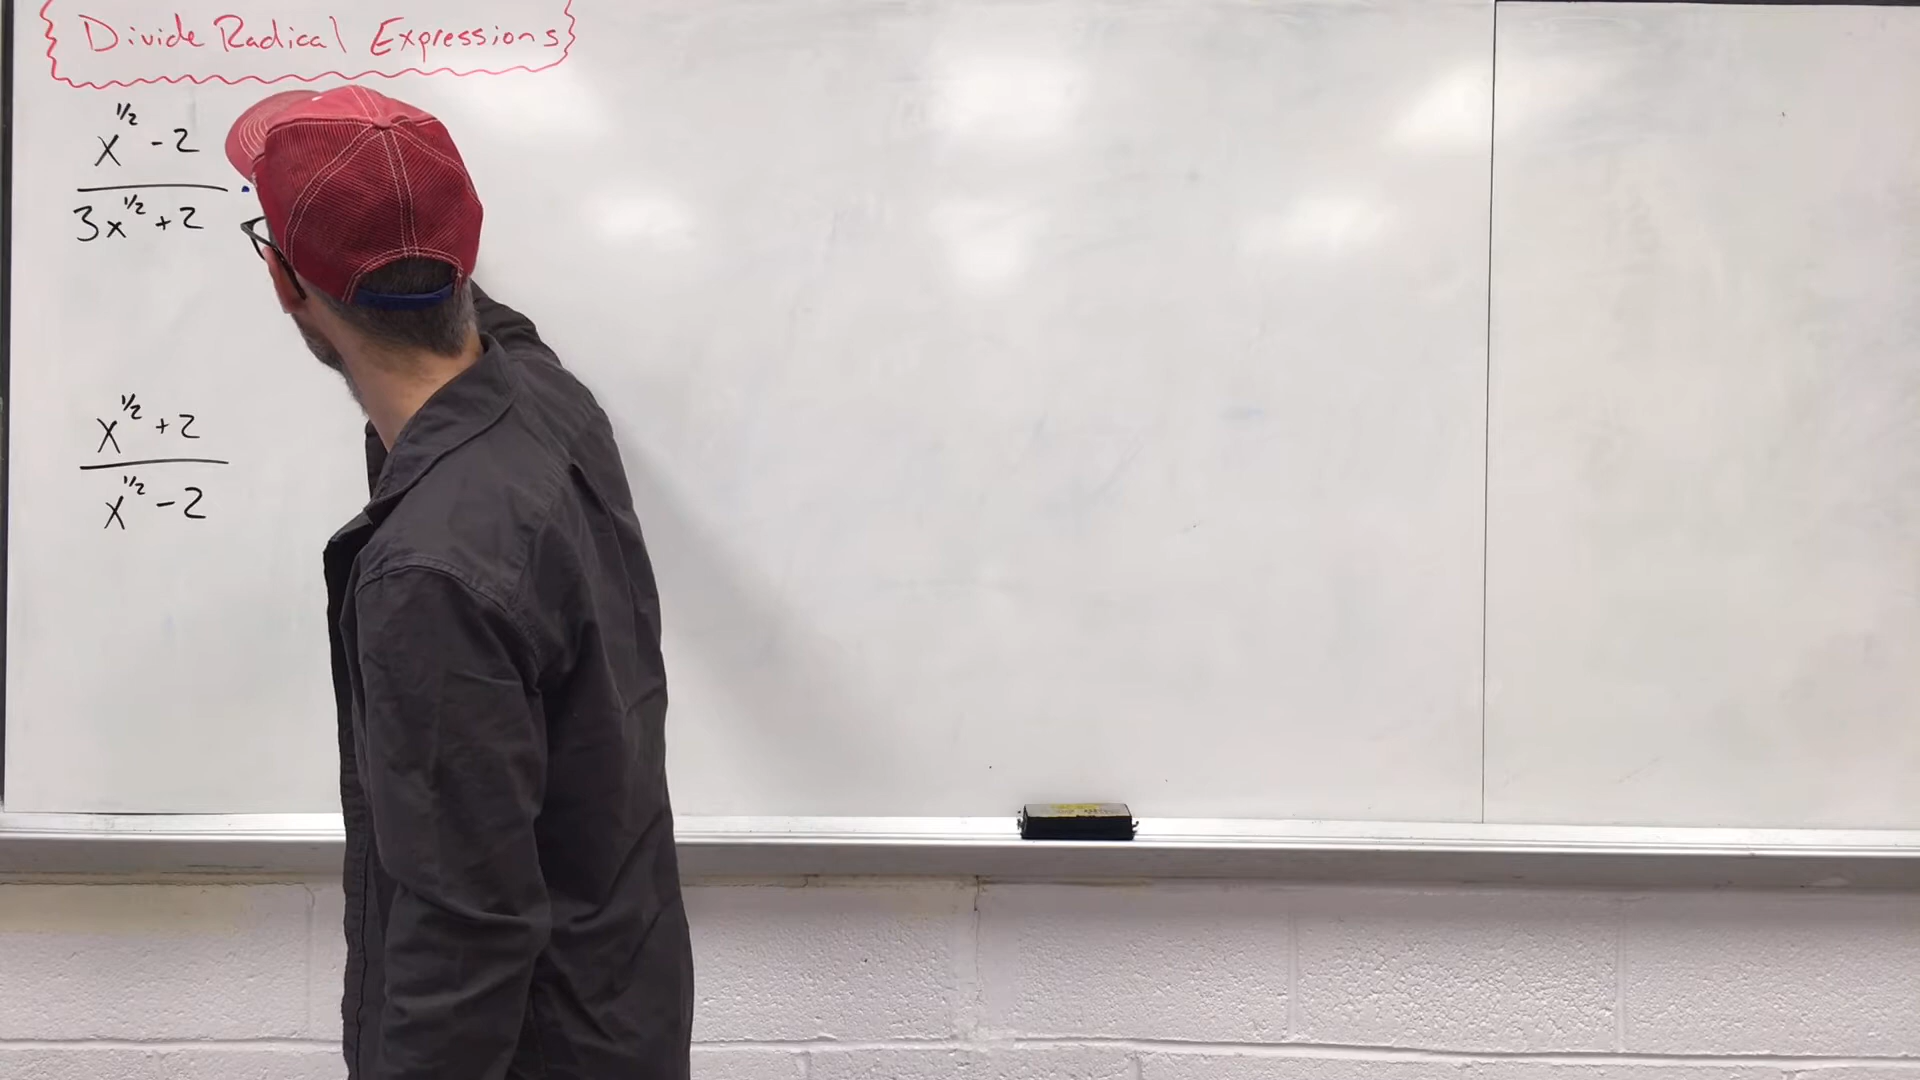 Divide Radical Expressions
x^{1/2} - 2
3x^{1/2} + 2
x^{1/2} + 2
x^{1/2} - 2